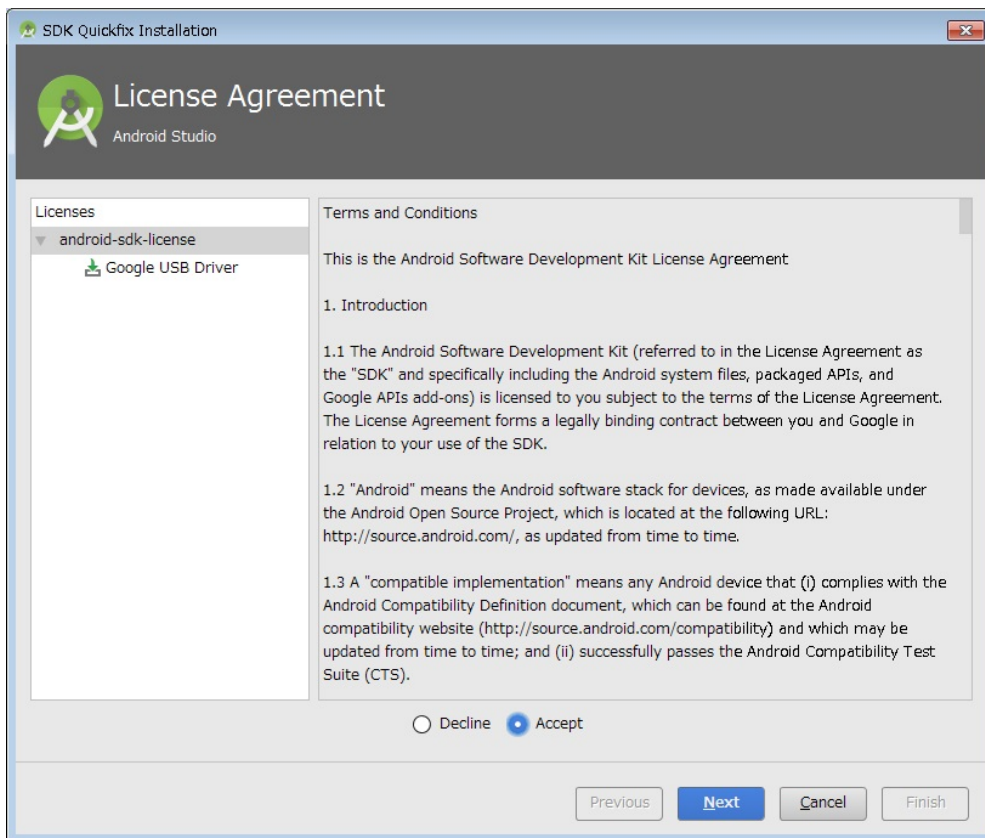 SDK Quickfix Installation
License Agreement
Android Studio
Licenses
android-sdk-license
Google USB Driver
Terms and Conditions
This is the Android Software Development Kit License Agreement
1. Introduction
1.1 The Android Software Development Kit (referred to in the License Agreement as
the "SDK" and specifically including the Android system files, packaged APIs, and
Google APIs add-ons) is licensed to you subject to the terms of the License Agreement.
The License Agreement forms a legally binding contract between you and Google in
relation to your use of the SDK.
1.2 "Android" means the Android software stack for devices, as made available under
the Android Open Source Project, which is located at the following URL:
http://source.android.com/, as updated from time to time.
1.3 A "compatible implementation" means any Android device that (i) complies with the
Android Compatibility Definition document, which can be found at the Android
compatibility website (http://source.android.com/compatibility) and which may be
updated from time to time; and (ii) successfully passes the Android Compatibility Test
Suite (CTS).
Decline Accept
Previous Next Cancel Finish